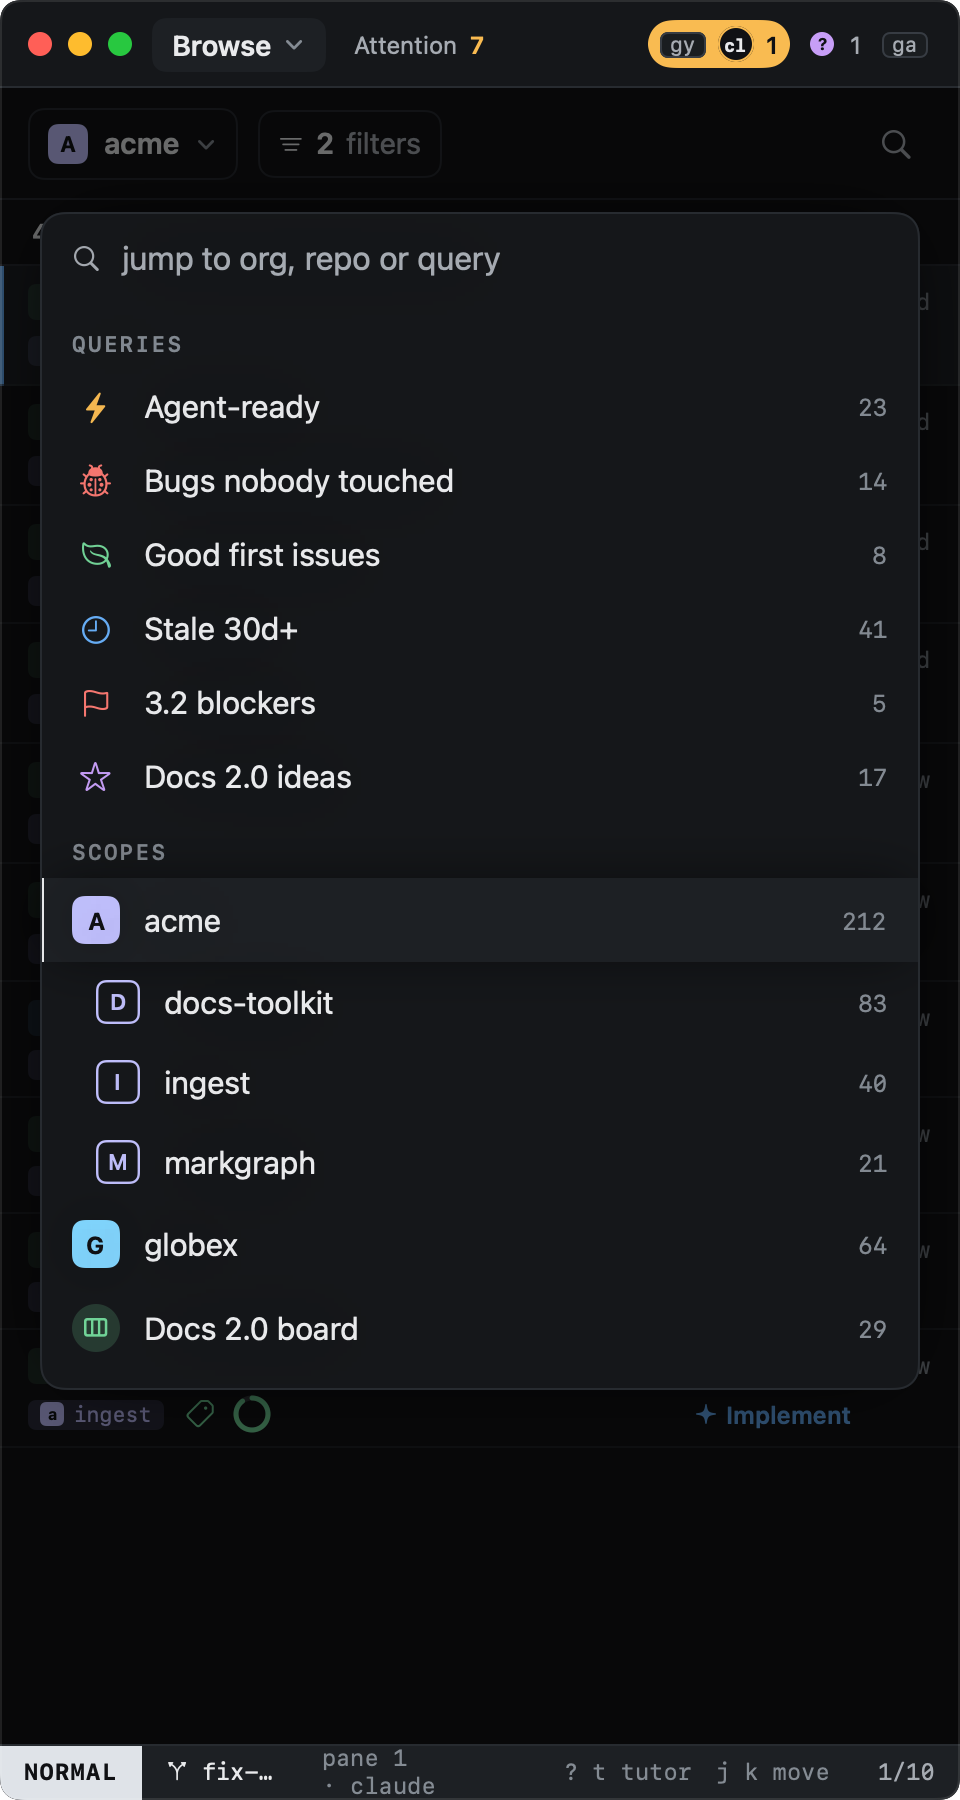 Browse
Attention 7
gy cl 1
? 1
ga
A acme
2 filters
jump to org, repo or query
QUERIES
Agent-ready 23
Bugs nobody touched 14
Good first issues 8
Stale 30d+ 41
3.2 blockers 5
Docs 2.0 ideas 17
SCOPES
A acme 212
D docs-toolkit 83
I ingest 40
M markgraph 21
G globex 64
Docs 2.0 board 29
a ingest
Implement
NORMAL
fix-…
pane 1
· claude
? t tutor j k move
1/10